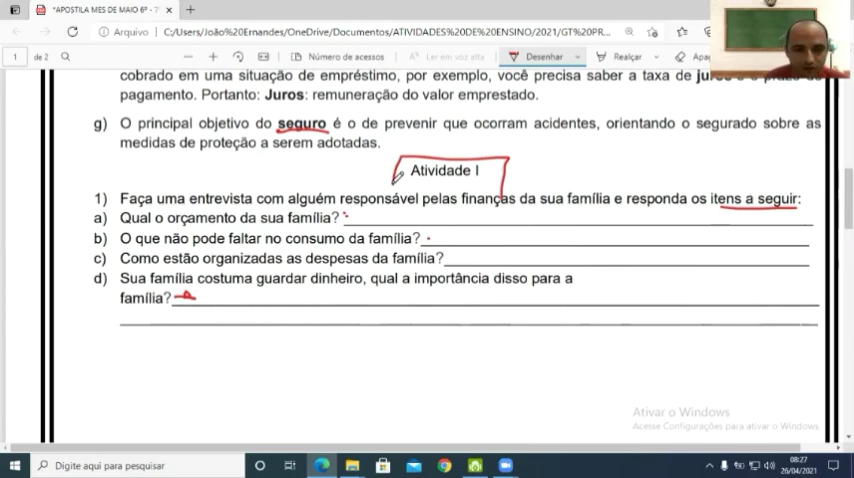 *APOSTILA MES DE MAIO 6º - 7º
Arquivo | C:/Users/João%20Ernandes/OneDrive/Documentos/ATIVIDADES%20DE%20ENSINO/2021/GT%20PR...
1 de 2 Número de acessos Ler em voz alta Desenhar Realçar Apag
cobrado em uma situação de empréstimo, por exemplo, você precisa saber a taxa de juros e o prazo de
pagamento. Portanto: Juros: remuneração do valor emprestado.
g) O principal objetivo do seguro é o de prevenir que ocorram acidentes, orientando o segurado sobre as
medidas de proteção a serem adotadas.
Atividade I
1) Faça uma entrevista com alguém responsável pelas finanças da sua família e responda os itens a seguir:
a) Qual o orçamento da sua família?
b) O que não pode faltar no consumo da família?
c) Como estão organizadas as despesas da família?
d) Sua família costuma guardar dinheiro, qual a importância disso para a
família?
Ativar o Windows
Acesse Configurações para ativar o Windows
Digite aqui para pesquisar
08:27
26/04/2021